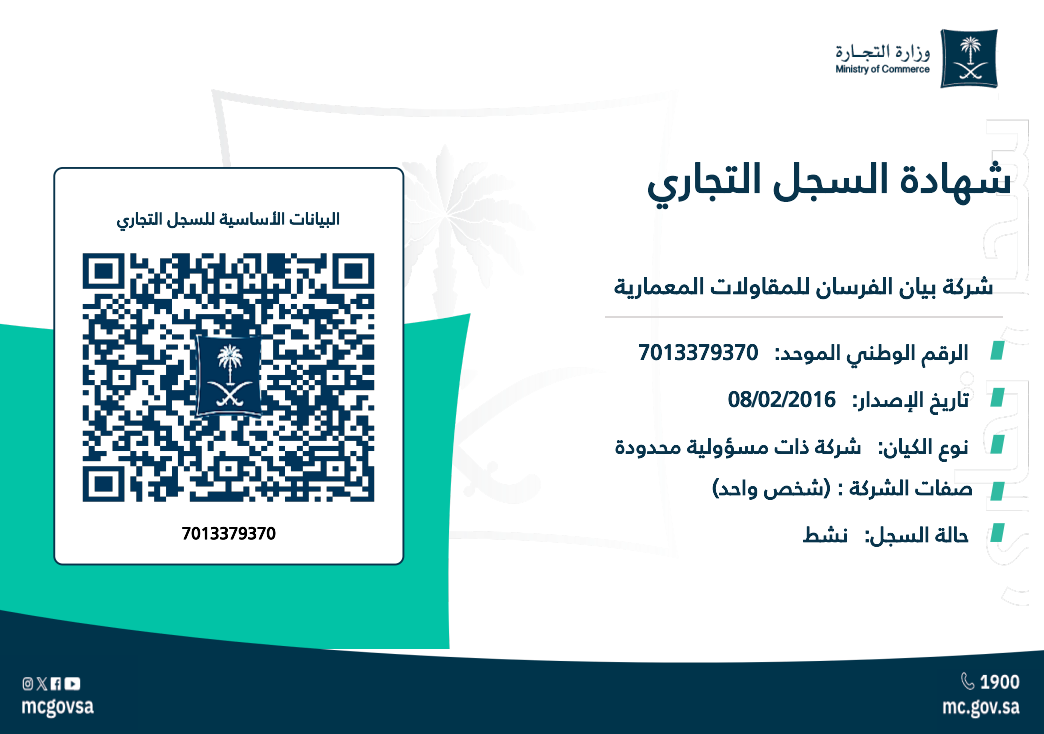 وزارة التجارة
Ministry of Commerce
شهادة السجل التجاري
شركة بيان الفرسان للمقاولات المعمارية
الرقم الوطني الموحد: 7013379370
تاريخ الإصدار: 08/02/2016
نوع الكيان: شركة ذات مسؤولية محدودة
صفات الشركة : (شخص واحد)
حالة السجل: نشط
البيانات الأساسية للسجل التجاري
7013379370
1900
mc.gov.sa
mcgovsa